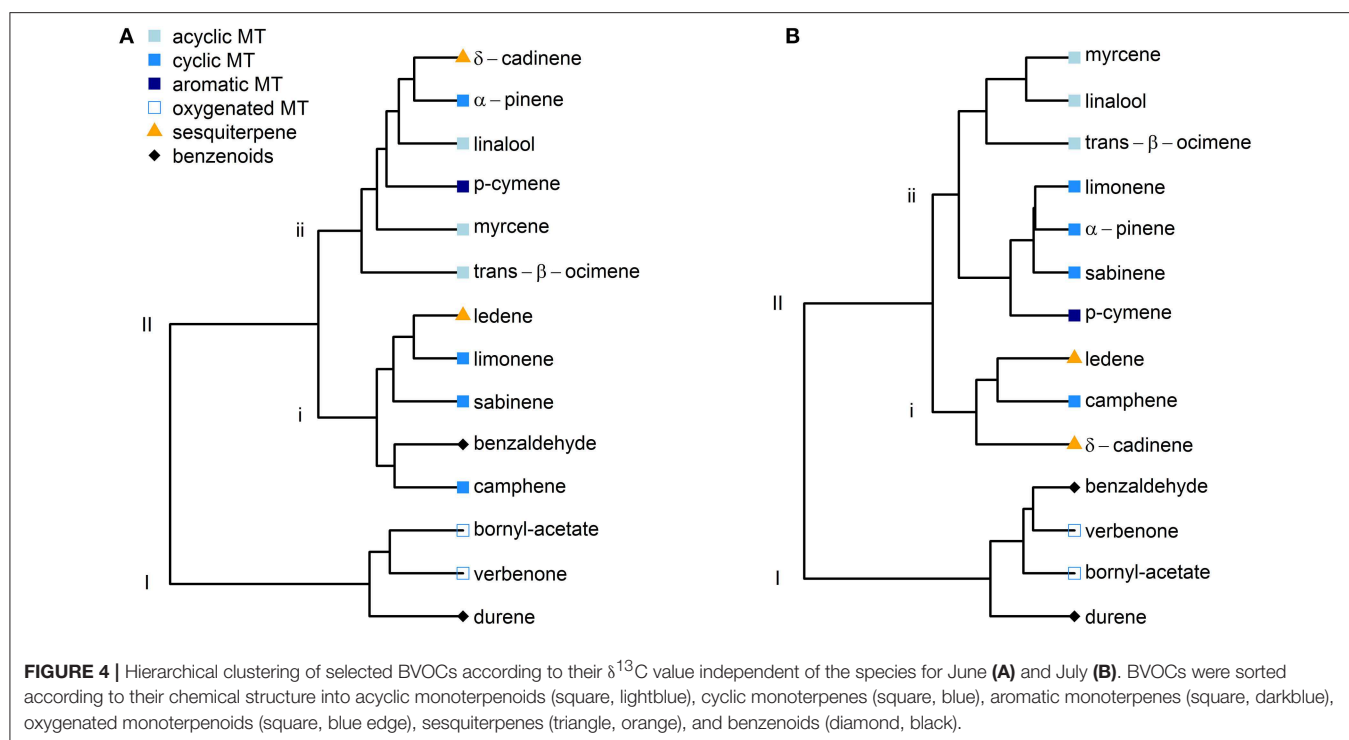 A
acyclic MT
cyclic MT
aromatic MT
oxygenated MT
sesquiterpene
benzenoids
δ – cadinene
α – pinene
linalool
p-cymene
myrcene
trans – β – ocimene
ledene
limonene
sabinene
benzaldehyde
camphene
bornyl-acetate
verbenone
durene
ii
II
i
I
B
myrcene
linalool
trans – β – ocimene
limonene
α – pinene
sabinene
p-cymene
ledene
camphene
δ – cadinene
benzaldehyde
verbenone
bornyl-acetate
durene
ii
II
i
I
FIGURE 4 | Hierarchical clustering of selected BVOCs according to their δ¹³C value independent of the species for June (A) and July (B). BVOCs were sorted
according to their chemical structure into acyclic monoterpenoids (square, lightblue), cyclic monoterpenes (square, blue), aromatic monoterpenes (square, darkblue),
oxygenated monoterpenoids (square, blue edge), sesquiterpenes (triangle, orange), and benzenoids (diamond, black).